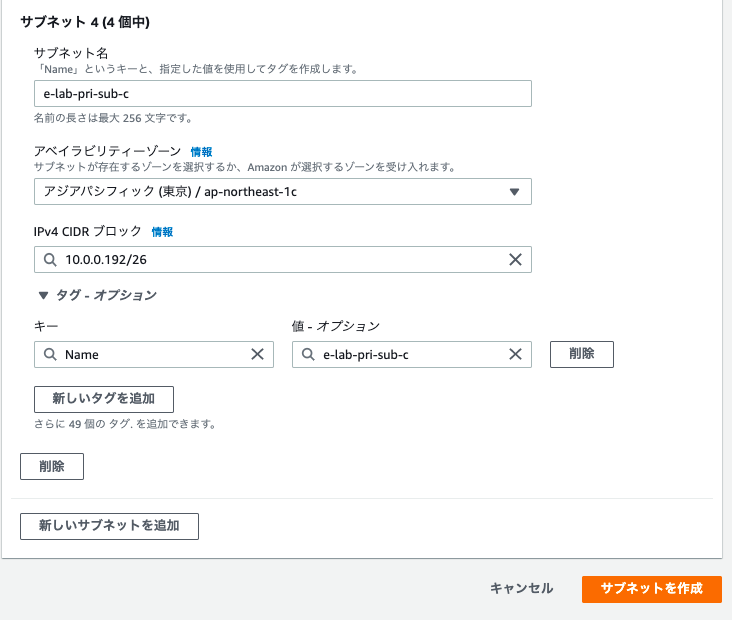 サブネット 4 (4 個中)
サブネット名
「Name」というキーと、指定した値を使用してタグを作成します。
e-lab-pri-sub-c
名前の長さは最大 256 文字です。
アベイラビリティーゾーン 情報
サブネットが存在するゾーンを選択するか、Amazon が選択するゾーンを受け入れます。
アジアパシフィック (東京) / ap-northeast-1c
IPv4 CIDR ブロック 情報
10.0.0.192/26
タグ - オプション
キー 値 - オプション
Name e-lab-pri-sub-c 削除
新しいタグを追加
さらに 49 個の タグ. を追加できます。
削除
新しいサブネットを追加
キャンセル サブネットを作成